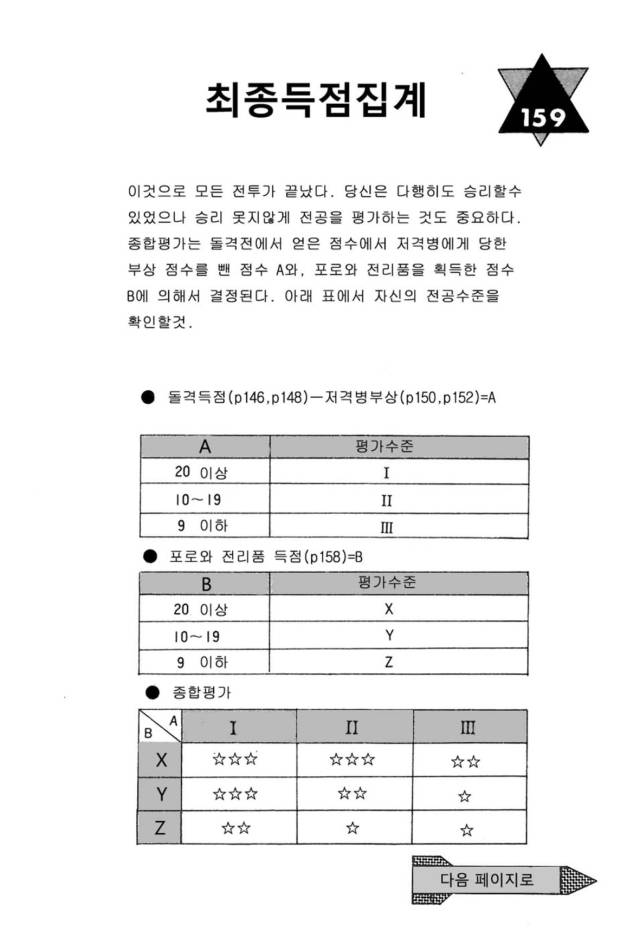 최종득점집계
159
이것으로 모든 전투가 끝났다. 당신은 다행히도 승리할수
있었으나 승리 못지않게 전공을 평가하는 것도 중요하다.
종합평가는 돌격전에서 얻은 점수에서 저격병에게 당한
부상 점수를 뺀 점수 A와, 포로와 전리품을 획득한 점수
B에 의해서 결정된다. 아래 표에서 자신의 전공수준을
확인할것.
● 돌격득점(p146,p148)—저격병부상(p150,p152)=A
A 평가수준
20 이상 I
10~19 II
9 이하 III
● 포로와 전리품 득점(p158)=B
B 평가수준
20 이상 X
10~19 Y
9 이하 Z
● 종합평가
B A I II III
X ☆☆☆ ☆☆☆ ☆☆
Y ☆☆☆ ☆☆ ☆
Z ☆☆ ☆ ☆
다음 페이지로